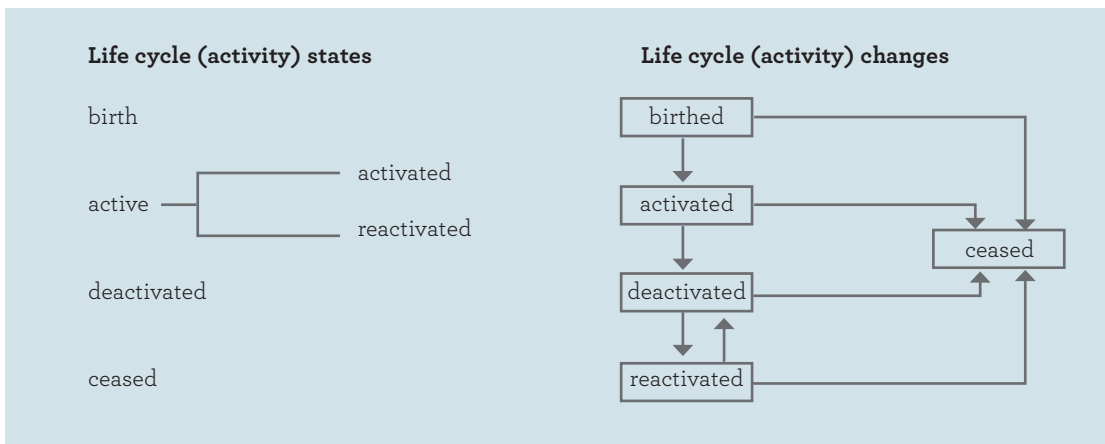 Life cycle (activity) states
birth
active
activated
reactivated
deactivated
ceased
Life cycle (activity) changes
birthed
activated
ceased
deactivated
reactivated